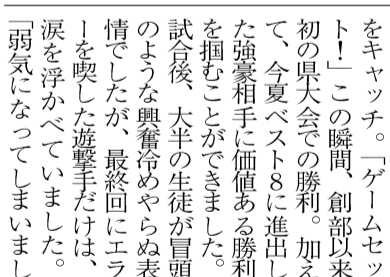 をキャッチ。「ゲームセッ
ト！」この瞬間、創部以来
初の県大会での勝利。加え
て、今夏ベスト８に進出し
た強豪相手に価値ある勝利
を掴むことができました。
試合後、大半の生徒が冒頭
のような興奮冷めやらぬ表
情でしたが、最終回にエラ
ーを喫した遊撃手だけは、
涙を浮かべていました。
「弱気になってしまいまし